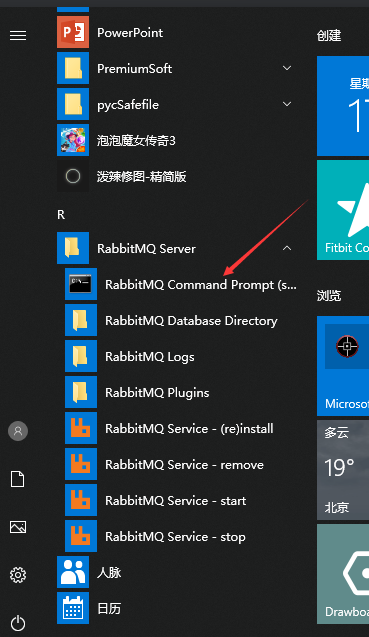 PowerPoint
PremiumSoft
pycSafefile
泡泡魔女传奇3
泼辣修图-精简版
R
RabbitMQ Server
RabbitMQ Command Prompt (s...
RabbitMQ Database Directory
RabbitMQ Logs
RabbitMQ Plugins
RabbitMQ Service - (re)install
RabbitMQ Service - remove
RabbitMQ Service - start
RabbitMQ Service - stop
人脉
日历
创建
星期
17
Fitbit Co
浏览
Microsof
多云
19°
北京
Drawboa